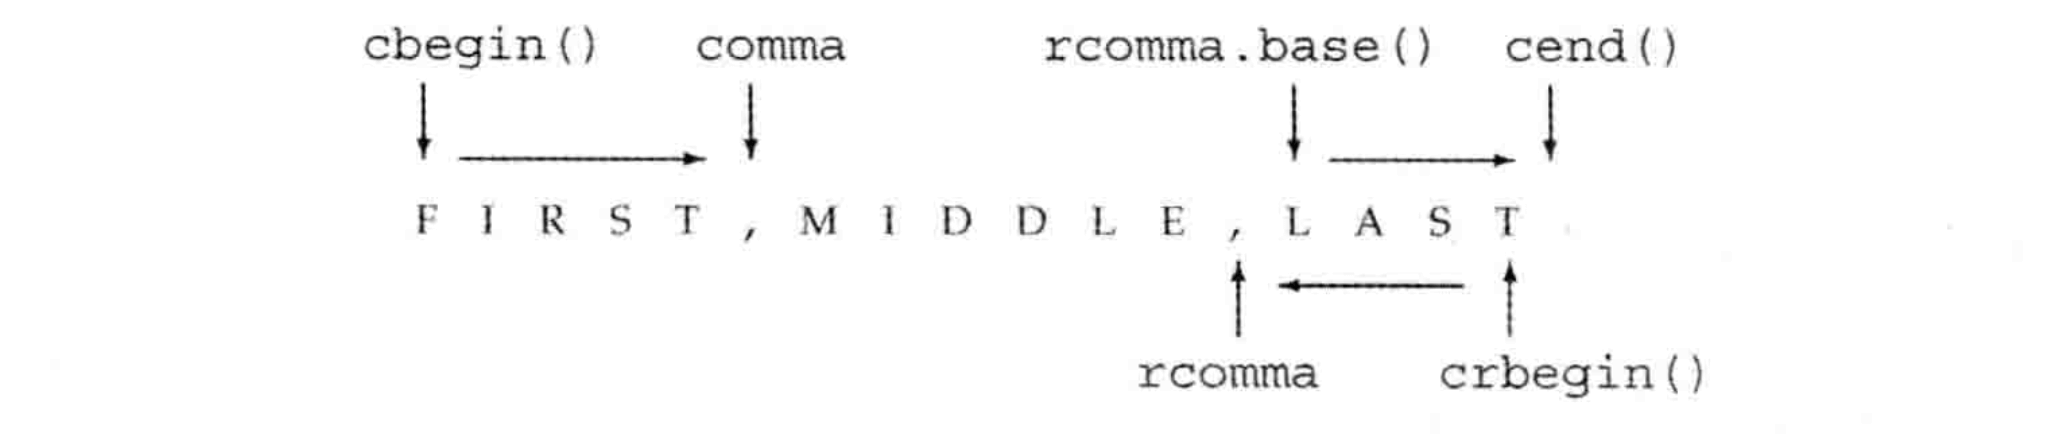 cbegin() comma rcomma.base() cend()
F I R S T , M I D D L E , L A S T
rcomma crbegin()